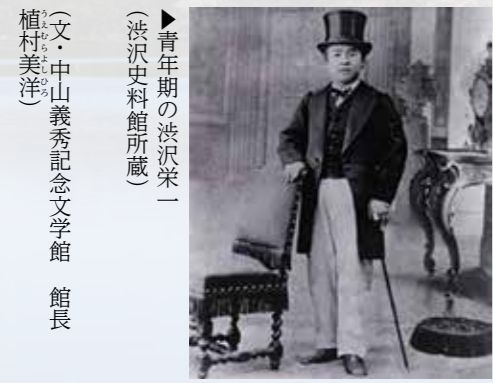 ▶青年期の渋沢栄一
（渋沢史料館所蔵）
（文・中山義秀記念文学館　館長
植村美洋）
うえむらよしひろ